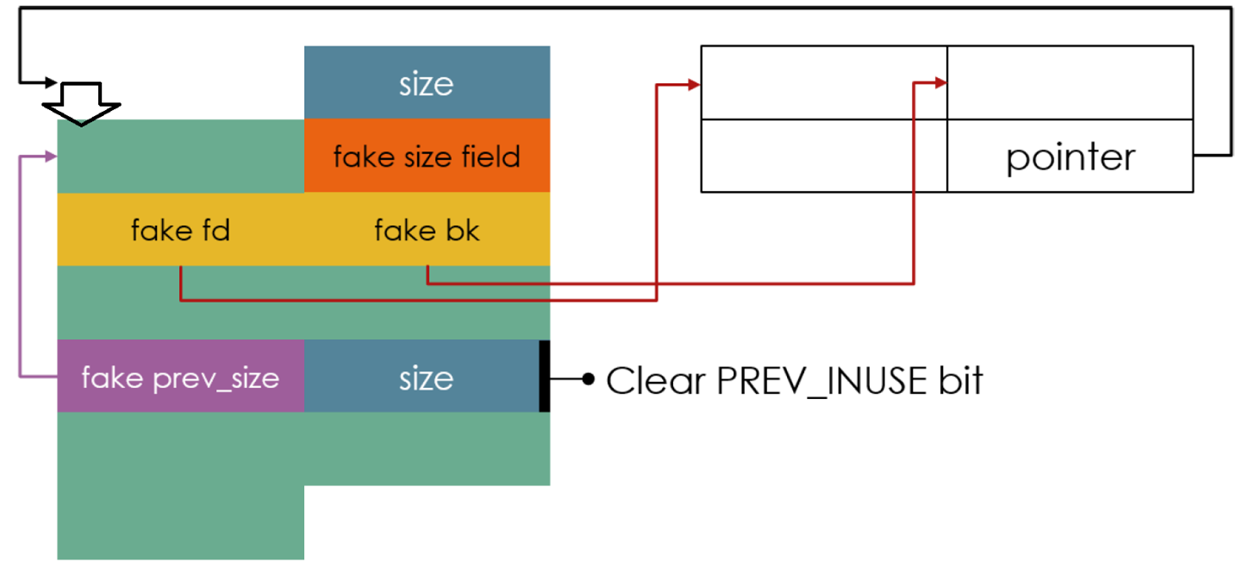 size
fake size field
pointer
fake fd
fake bk
fake prev_size
size
Clear PREV_INUSE bit